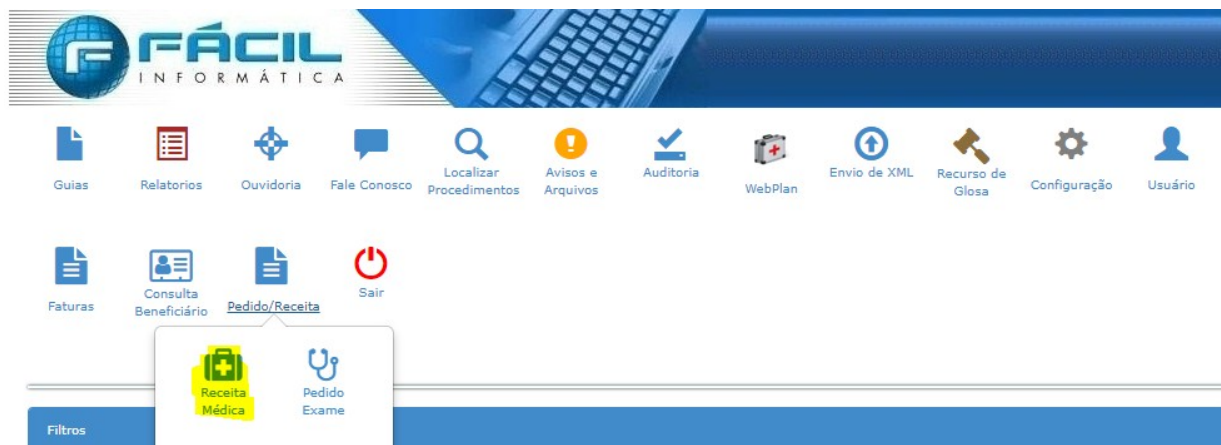 FÁCIL
INFORMÁTICA
Guias
Relatorios
Ouvidoria
Fale Conosco
Localizar
Procedimentos
Avisos e
Arquivos
Auditoria
WebPlan
Envio de XML
Recurso de
Glosa
Configuração
Usuário
Faturas
Consulta
Beneficiário
Pedido/Receita
Sair
Receita
Médica
Pedido
Exame
Filtros